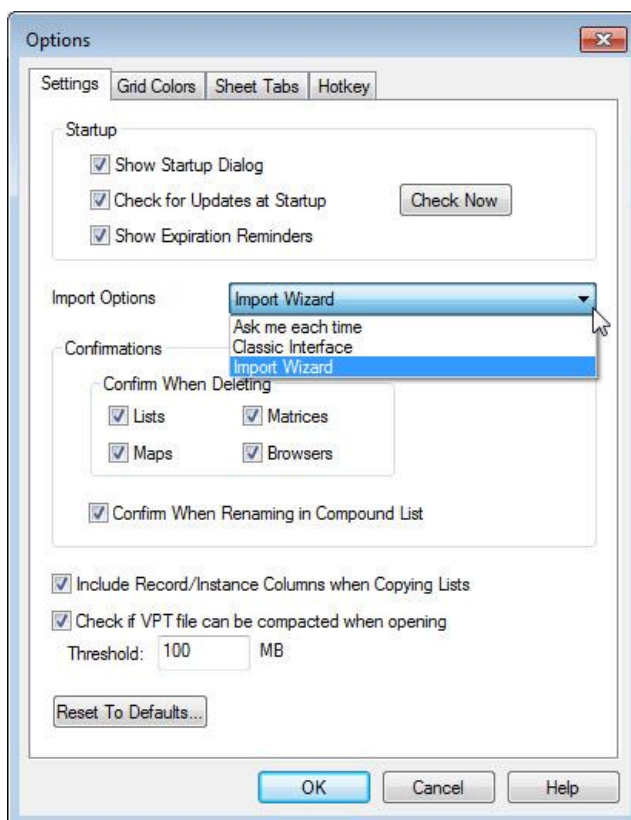 Options
Settings Grid Colors Sheet Tabs Hotkey
Startup
Show Startup Dialog
Check for Updates at Startup Check Now
Show Expiration Reminders
Import Options Import Wizard
Ask me each time
Classic Interface
Import Wizard
Confirmations
Confirm When Deleting
Lists Matrices
Maps Browsers
Confirm When Renaming in Compound List
Include Record/Instance Columns when Copying Lists
Check if VPT file can be compacted when opening
Threshold: 100 MB
Reset To Defaults...
OK Cancel Help